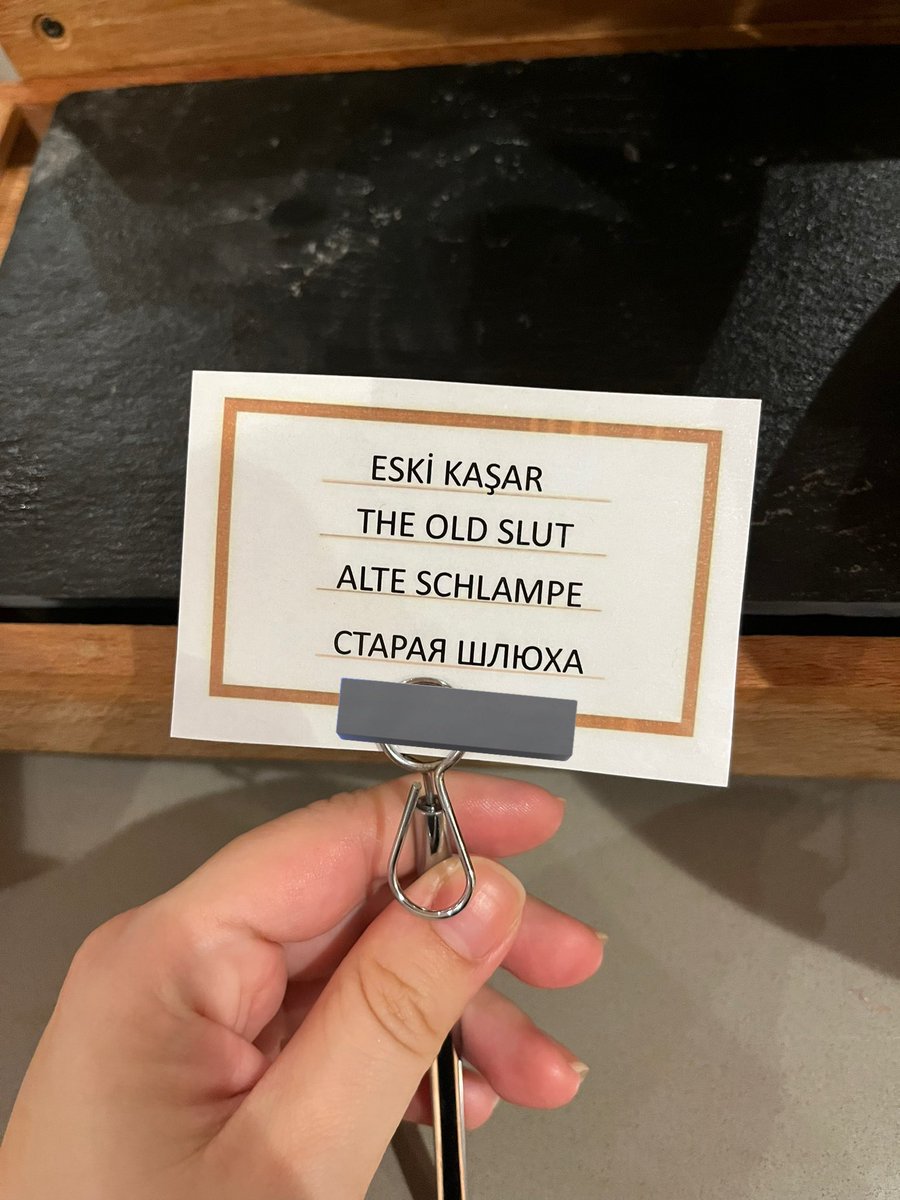 ESKİ KAŞAR
THE OLD SLUT
ALTE SCHLAMPE
СТАРАЯ ШЛЮХА